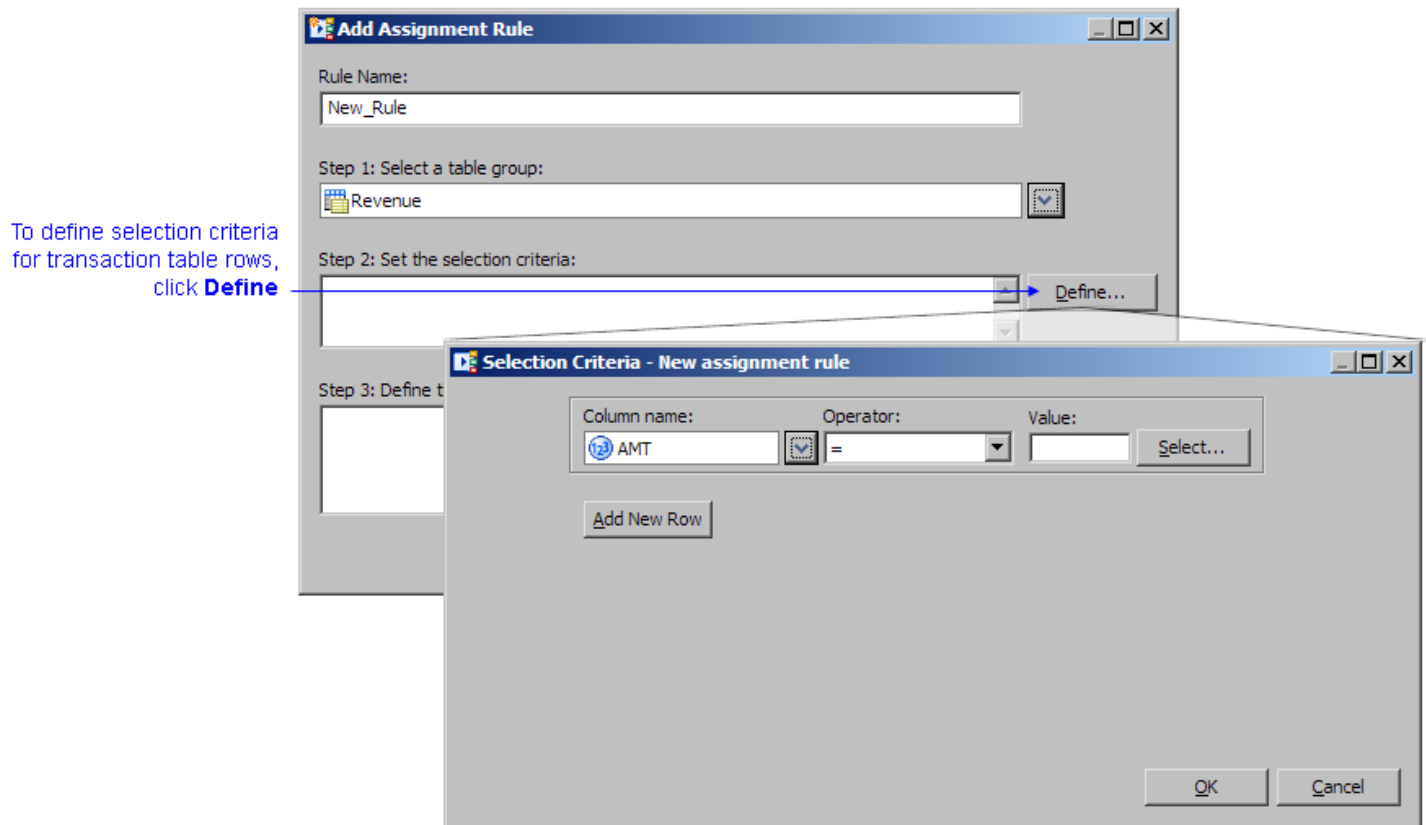 Add Assignment Rule
Rule Name:
New_Rule
Step 1: Select a table group:
Revenue
To define selection criteria
for transaction table rows,
click Define
Step 2: Set the selection criteria:
Define...
Step 3: Define t
Selection Criteria - New assignment rule
Column name: Operator: Value:
123 AMT = Select...
Add New Row
OK Cancel